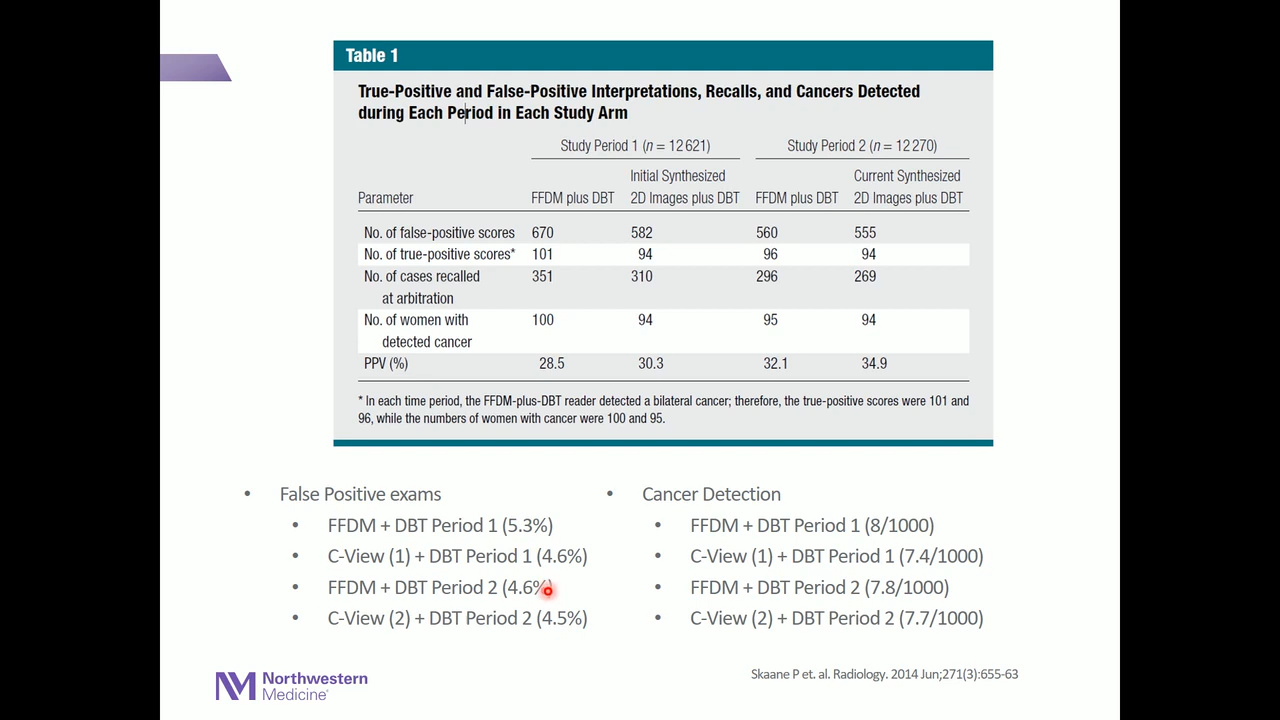 Table 1
True-Positive and False-Positive Interpretations, Recalls, and Cancers Detected
during Each Period in Each Study Arm
Study Period 1 (n = 12 621) Study Period 2 (n = 12 270)
Initial Synthesized Current Synthesized
Parameter FFDM plus DBT 2D Images plus DBT FFDM plus DBT 2D Images plus DBT
No. of false-positive scores 670 582 560 555
No. of true-positive scores* 101 94 96 94
No. of cases recalled 351 310 296 269
at arbitration
No. of women with 100 94 95 94
detected cancer
PPV (%) 28.5 30.3 32.1 34.9
* In each time period, the FFDM-plus-DBT reader detected a bilateral cancer; therefore, the true-positive scores were 101 and
96, while the numbers of women with cancer were 100 and 95.
• False Positive exams
• FFDM + DBT Period 1 (5.3%)
• C-View (1) + DBT Period 1 (4.6%)
• FFDM + DBT Period 2 (4.6%)
• C-View (2) + DBT Period 2 (4.5%)
• Cancer Detection
• FFDM + DBT Period 1 (8/1000)
• C-View (1) + DBT Period 1 (7.4/1000)
• FFDM + DBT Period 2 (7.8/1000)
• C-View (2) + DBT Period 2 (7.7/1000)
Skaane P et. al. Radiology. 2014 Jun;271(3):655-63
NM Northwestern
Medicine®